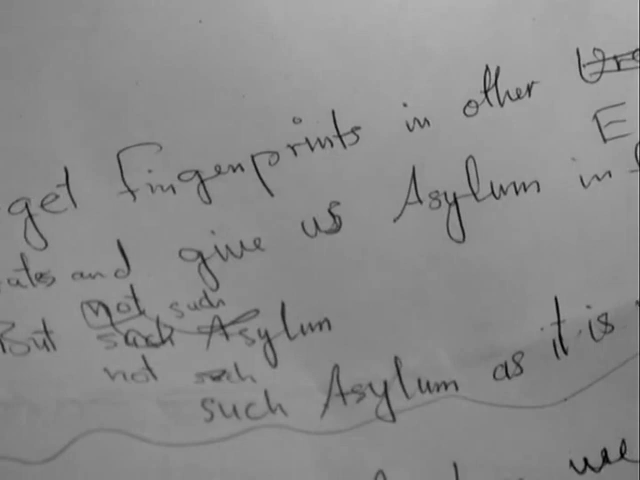 get Fingerprints in other
E
ates and give us Asylum in
But not such
such Asylum
not such
such Asylum as it is
we